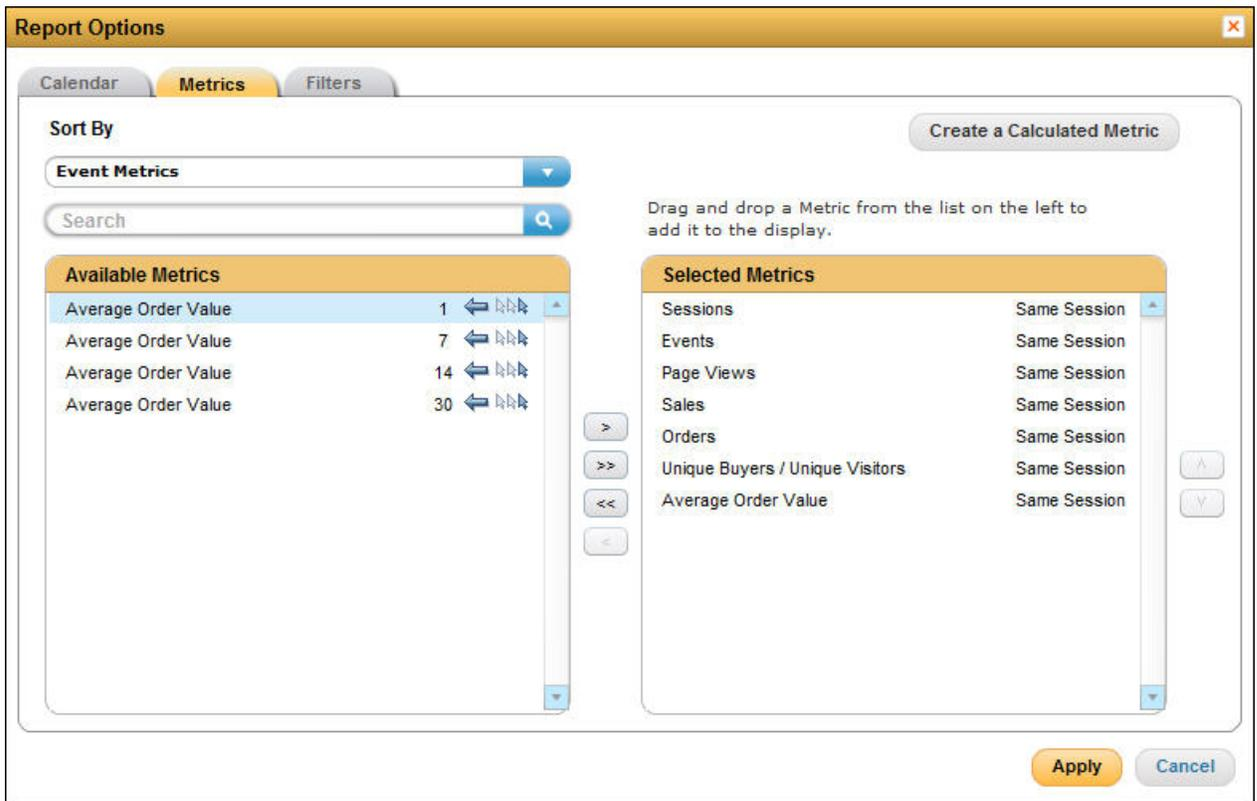 Report Options
Calendar
Metrics
Filters
Sort By
Create a Calculated Metric
Event Metrics
Search
Drag and drop a Metric from the list on the left to
add it to the display.
Available Metrics
Average Order Value 1
Average Order Value 7
Average Order Value 14
Average Order Value 30
>
>>
<<
<
Selected Metrics
Sessions Same Session
Events Same Session
Page Views Same Session
Sales Same Session
Orders Same Session
Unique Buyers / Unique Visitors Same Session
Average Order Value Same Session
Apply
Cancel